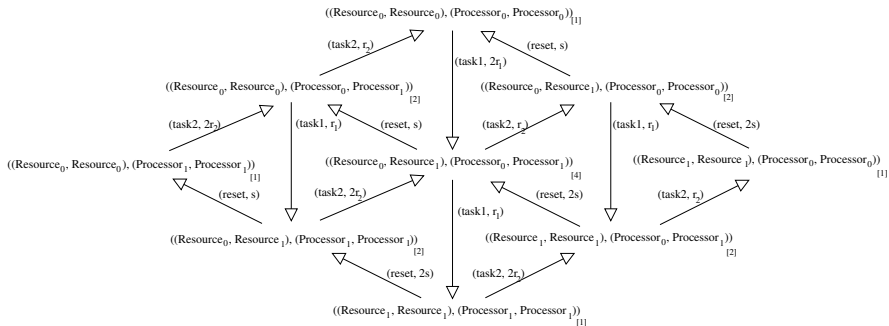 ((Resource₀, Resource₀), (Processor₀, Processor₀))[1]
(task2, r₂) (task1, 2r₁) (reset, s)
((Resource₀, Resource₀), (Processor₀, Processor₁))[2] ((Resource₀, Resource₁), (Processor₀, Processor₀))[2]
(task2, 2r₂) (task1, r₁) (reset, s) (task2, r₂) (task1, r₁) (reset, 2s)
((Resource₀, Resource₀), (Processor₁, Processor₁))[1] ((Resource₀, Resource₁), (Processor₀, Processor₁))[4] ((Resource₁, Resource₁), (Processor₀, Processor₀))[1]
(reset, s) (task2, 2r₂) (task1, r₁) (reset, 2s) (task2, r₂)
((Resource₀, Resource₁), (Processor₁, Processor₁))[2] ((Resource₁, Resource₁), (Processor₀, Processor₁))[2]
(reset, 2s) (task2, 2r₂)
((Resource₁, Resource₁), (Processor₁, Processor₁))[1]